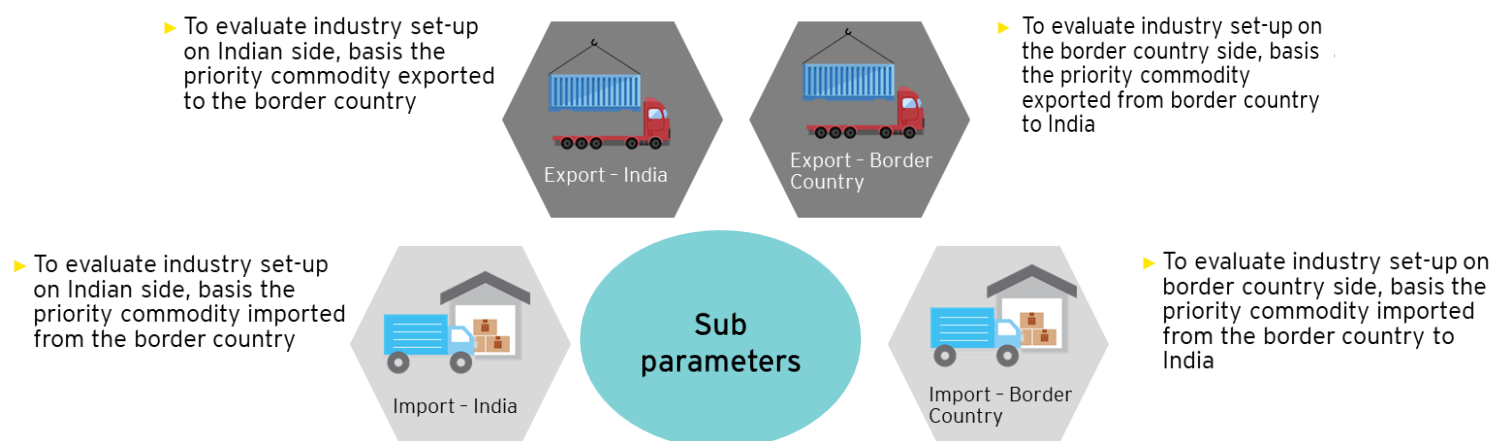 To evaluate industry set-up
on Indian side, basis the
priority commodity exported
to the border country
Export – India
Export – Border
Country
To evaluate industry set-up on
the border country side, basis
the priority commodity
exported from border country
to India
To evaluate industry set-up
on Indian side, basis the
priority commodity imported
from the border country
Import – India
Sub
parameters
Import – Border
Country
To evaluate industry set-up on
border country side, basis the
priority commodity imported
from the border country to
India